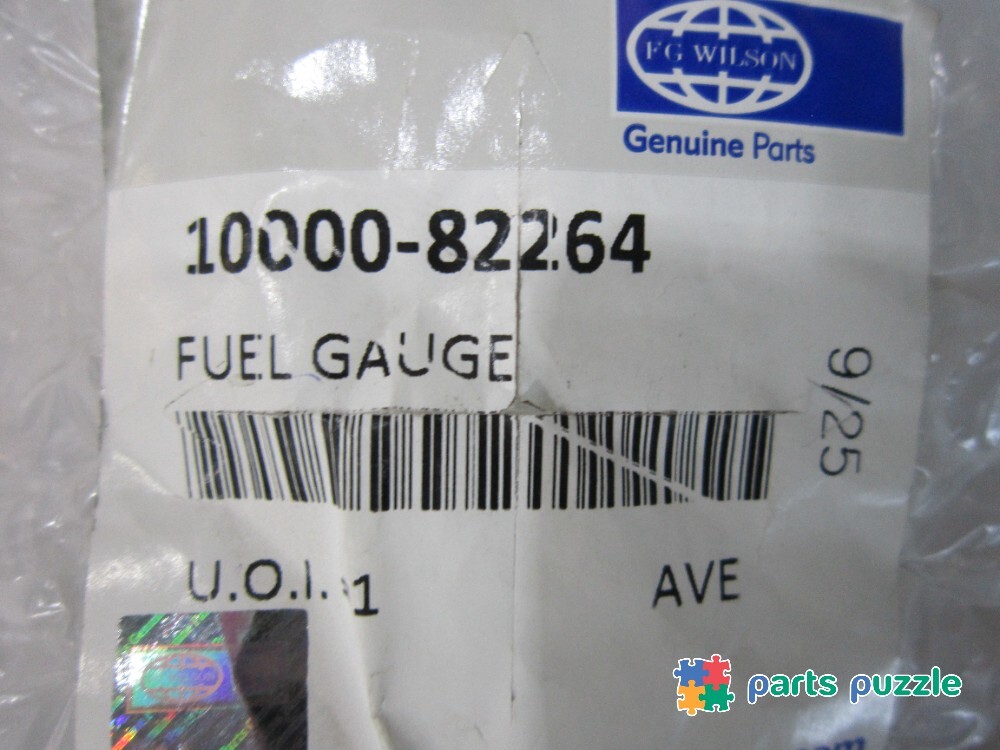 FG WILSON
Genuine Parts
10000-82264
FUEL GAUGE
9/25
U.O.I. 1
AVE
parts puzzle